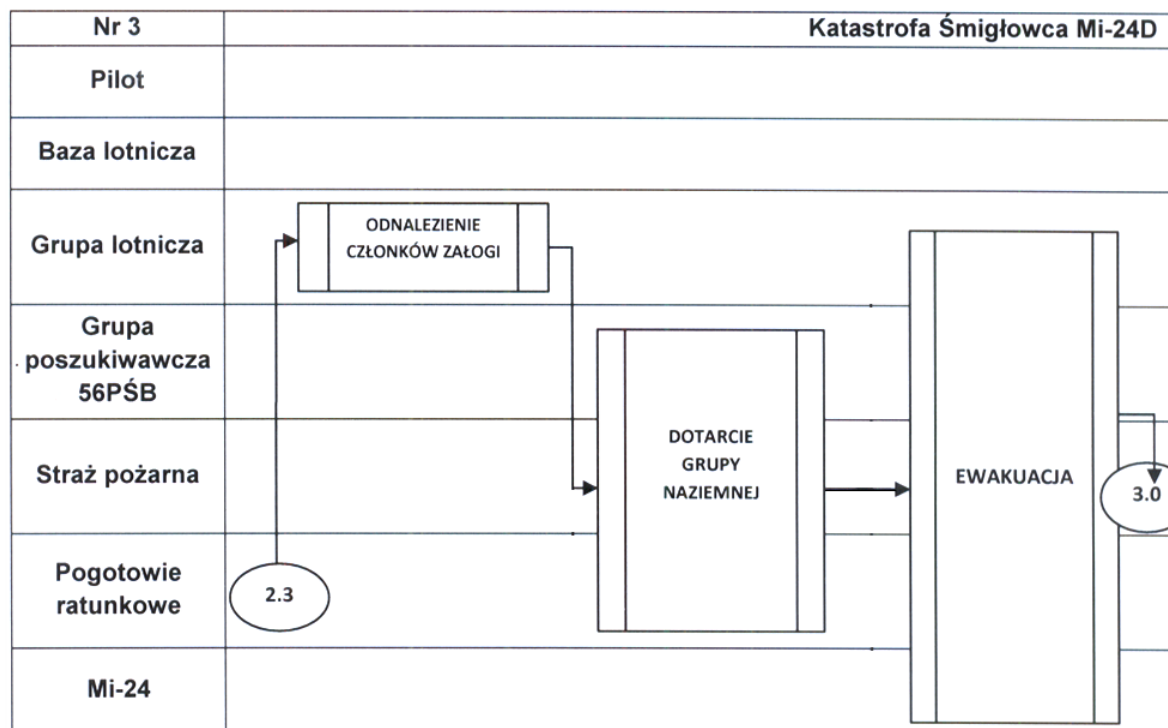 Nr 3
Katastrofa Śmigłowca Mi-24D
Pilot
Baza lotnicza
Grupa lotnicza
ODNALEZIENIE
CZŁONKÓW ZAŁOGI
Grupa
poszukiwawcza
56PŚB
Straż pożarna
DOTARCIE
GRUPY
NAZIEMNEJ
EWAKUACJA
3.0
Pogotowie
ratunkowe
2.3
Mi-24